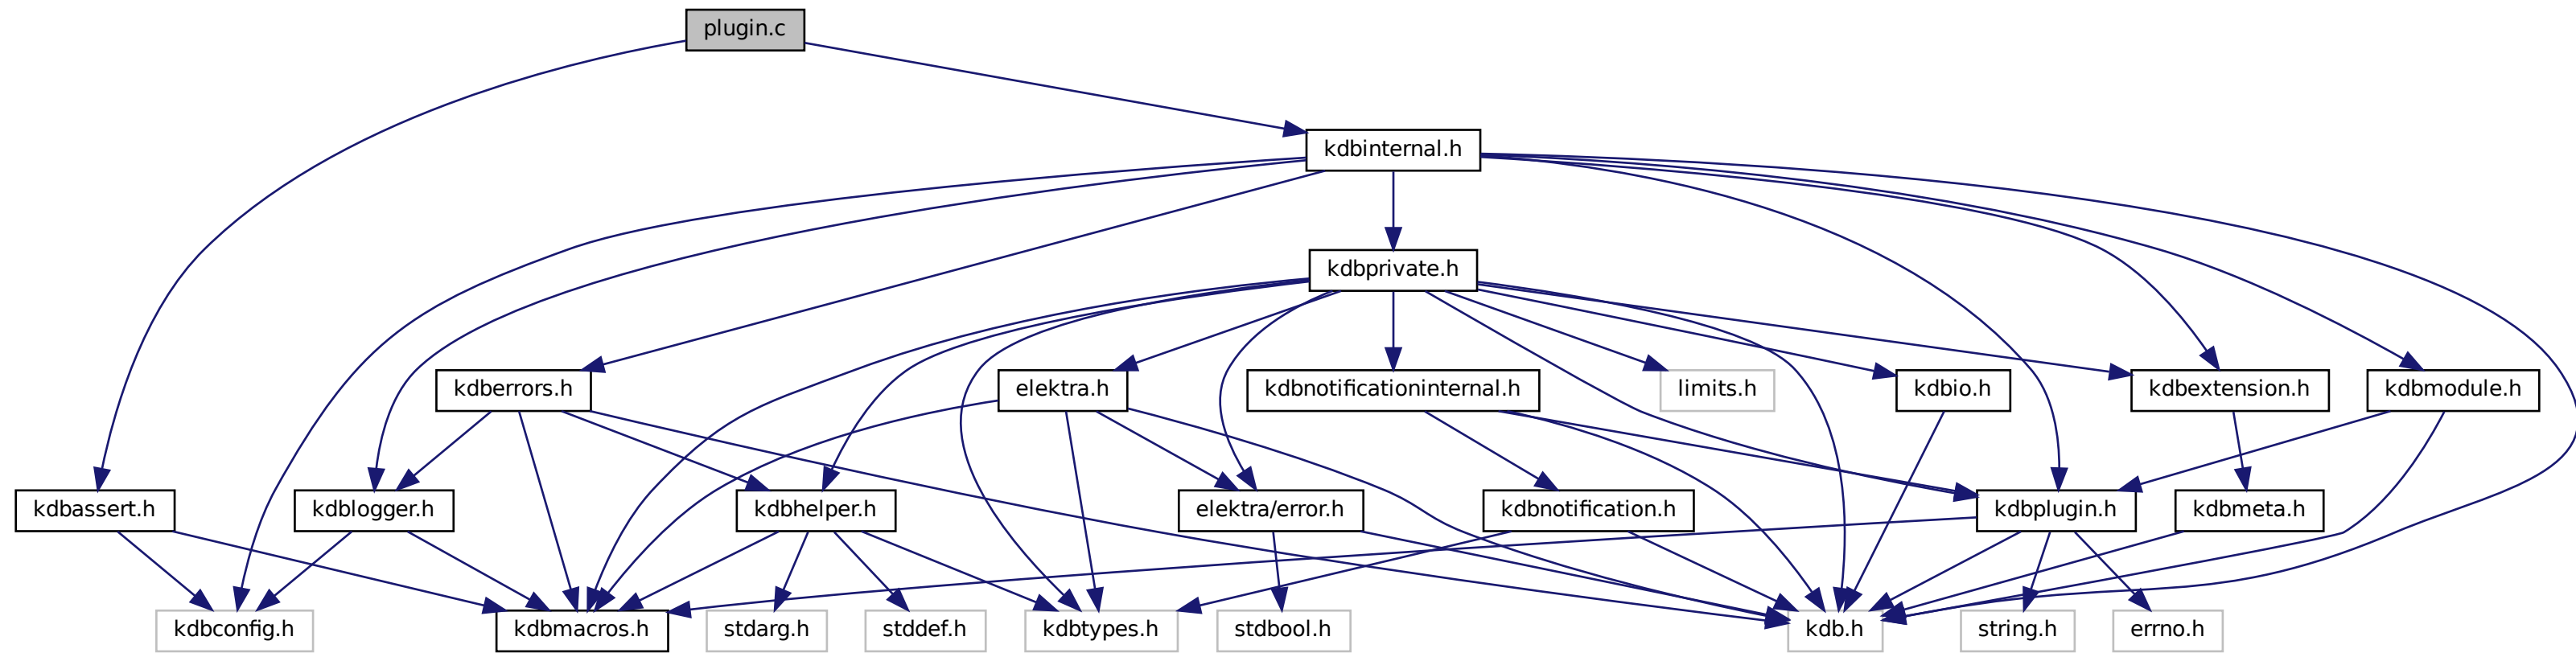 plugin.c
kdbinternal.h
kdbprivate.h
kdberrors.h
elektra.h
kdbnotificationinternal.h
limits.h
kdbio.h
kdbextension.h
kdbmodule.h
kdbassert.h
kdblogger.h
kdbhelper.h
elektra/error.h
kdbnotification.h
kdbplugin.h
kdbmeta.h
kdbconfig.h
kdbmacros.h
stdarg.h
stddef.h
kdbtypes.h
stdbool.h
kdb.h
string.h
errno.h